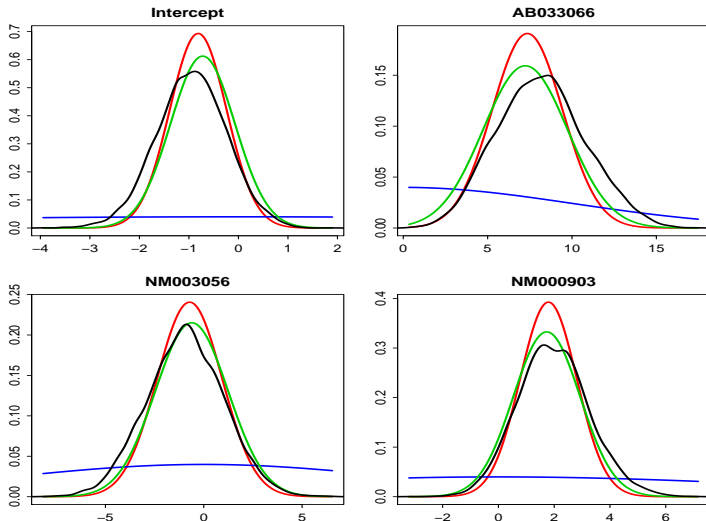 Intercept
0.0 0.1 0.2 0.3 0.4 0.5 0.6 0.7
−4 −3 −2 −1 0 1 2
AB033066
0.00 0.05 0.10 0.15
0 5 10 15
NM003056
0.00 0.05 0.10 0.15 0.20 0.25
−5 0 5
NM000903
0.0 0.1 0.2 0.3 0.4
−2 0 2 4 6